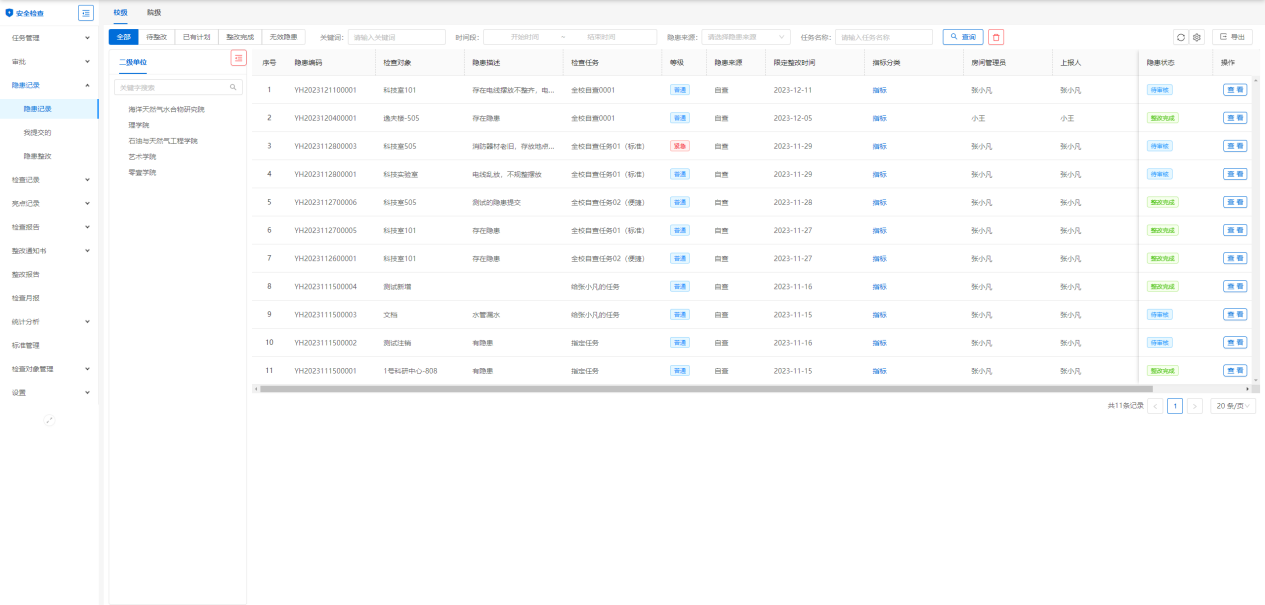 安全检查
校级 院级
任务管理
审批
隐患记录
隐患记录
我提交的
隐患整改
检查记录
亮点记录
检查报告
整改通知书
整改报告
检查月报
统计分析
标准管理
检查对象管理
设置
全部 待整改 已有计划 整改完成 无效隐患 关键词: 请输入关键词 时间段: 开始时间 ~ 结束时间 隐患来源: 请选择隐患来源 任务名称: 请输入任务名称 查询 导出
二级单位
关键字搜索
海洋天然气水合物研究院
理学院
石油与天然气工程学院
艺术学院
零壹学院
序号 隐患编码 检查对象 隐患描述 检查任务 等级 隐患来源 限定整改时间 指标分类 房间管理员 上报人 隐患状态 操作
1 YH2023121100001 科技室101 存在电线摆放不整齐，电... 全校自查0001 普通 自查 2023-12-11 指标 张小凡 张小凡 待审核 查看
2 YH2023120400001 逸夫楼-505 存在隐患 全校自查0001 普通 自查 2023-12-05 指标 小王 小王 整改完成 查看
3 YH2023112800003 科技室505 消防器材老旧、存放地点... 全校自查任务01（标准） 紧急 自查 2023-11-29 指标 张小凡 张小凡 待审核 查看
4 YH2023112800001 科技实验室 电线乱放，不规整摆放 全校自查任务01（标准） 普通 自查 2023-11-29 指标 张小凡 张小凡 待审核 查看
5 YH2023112700006 科技室505 测试的隐患提交 全校自查任务02（便捷） 普通 自查 2023-11-28 指标 张小凡 张小凡 整改完成 查看
6 YH2023112700005 科技室101 存在隐患 全校自查任务01（标准） 普通 自查 2023-11-27 指标 张小凡 张小凡 整改完成 查看
7 YH2023112600001 科技室101 存在隐患 全校自查任务02（便捷） 普通 自查 2023-11-27 指标 张小凡 张小凡 整改完成 查看
8 YH2023111500004 测试新增 给张小凡的任务 普通 自查 2023-11-16 指标 张小凡 张小凡 整改完成 查看
9 YH2023111500003 文档 水管漏水 给张小凡的任务 普通 自查 2023-11-15 指标 张小凡 张小凡 待审核 查看
10 YH2023111500002 测试注销 有隐患 指定任务 普通 自查 2023-11-16 指标 张小凡 张小凡 待审核 查看
11 YH2023111500001 1号科研中心-808 有隐患 指定任务 普通 自查 2023-11-15 指标 张小凡 张小凡 整改完成 查看
共11条记录 < 1 > 20 条/页